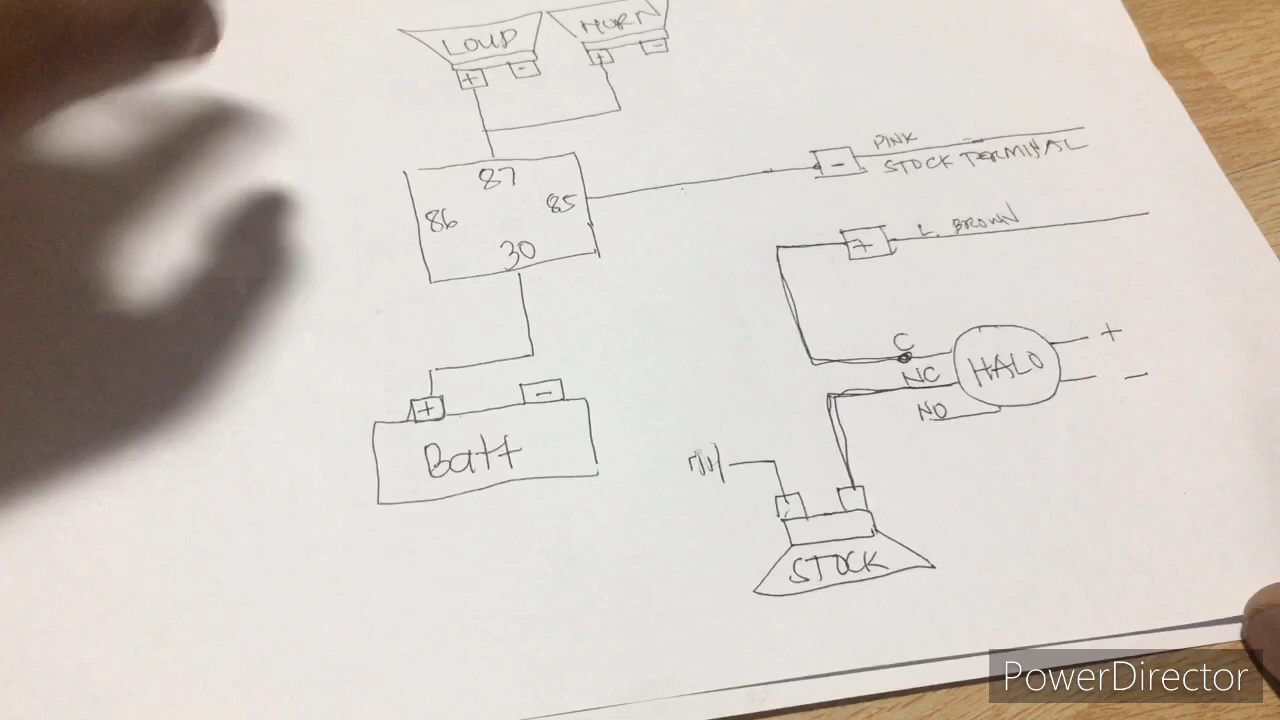 LOUD
HORN
+
-
+
-
87
86
85
30
-
PINK
STOCK TERMINAL
+
L. BROWN
C
NC
NO
HALO
+
-
+
-
Batt
STOCK
PowerDirector